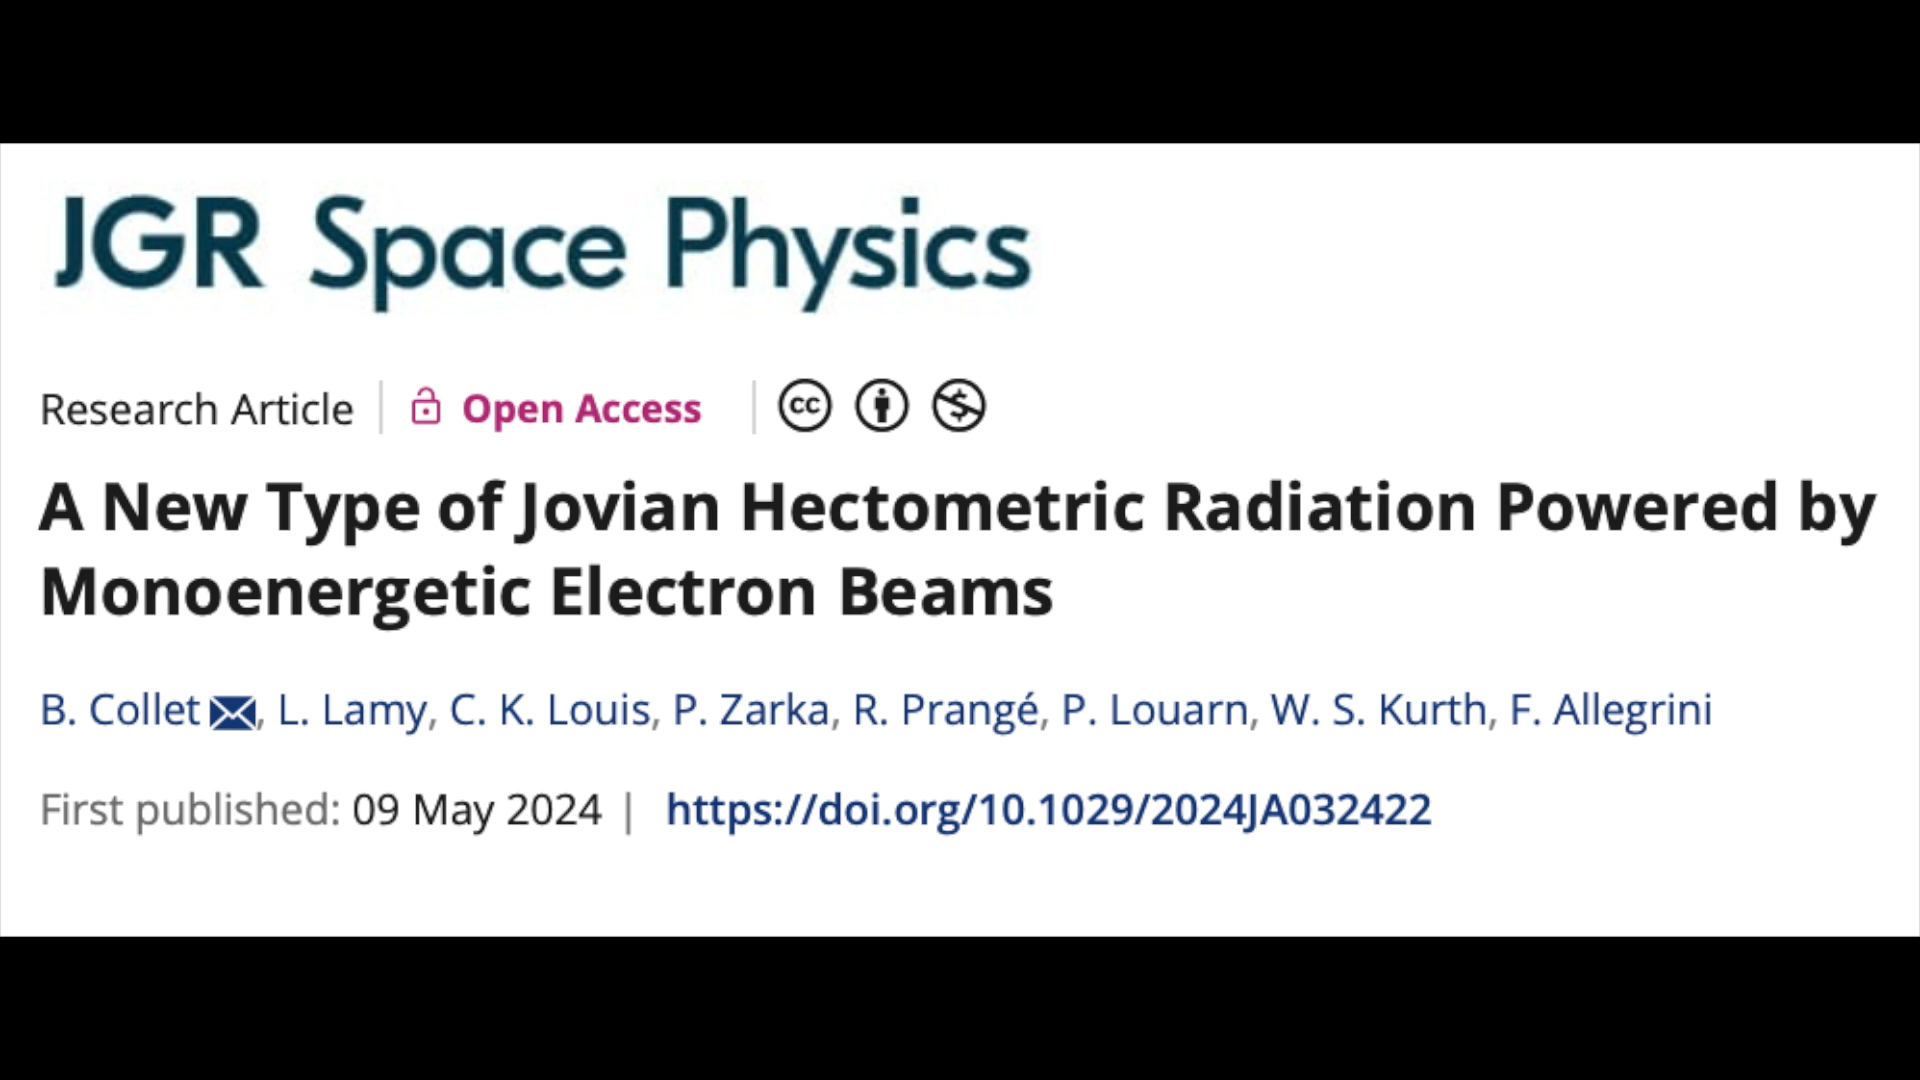 JGR Space Physics
Research Article | Open Access | cc
A New Type of Jovian Hectometric Radiation Powered by
Monoenergetic Electron Beams
B. Collet, L. Lamy, C. K. Louis, P. Zarka, R. Prangé, P. Louarn, W. S. Kurth, F. Allegrini
First published: 09 May 2024 | https://doi.org/10.1029/2024JA032422